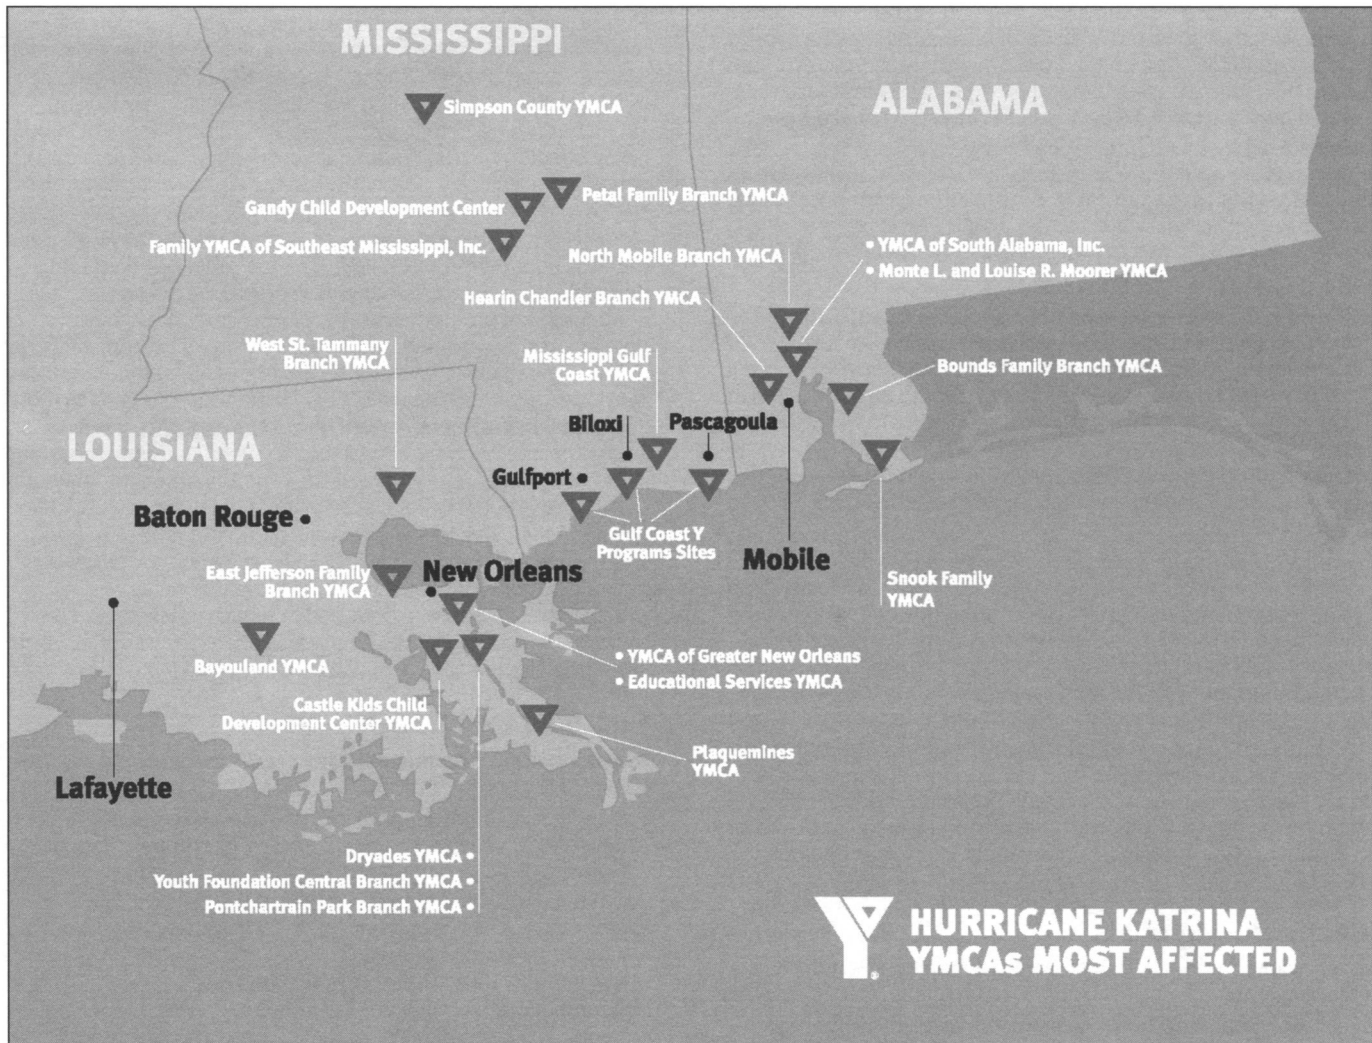 MISSISSIPPI
ALABAMA
Simpson County YMCA
Petal Family Branch YMCA
Gandy Child Development Center
Family YMCA of Southeast Mississippi, Inc.
North Mobile Branch YMCA
• YMCA of South Alabama, Inc.
• Monte L. and Louise R. Moorer YMCA
Hearin Chandler Branch YMCA
West St. Tammany
Branch YMCA
Mississippi Gulf
Coast YMCA
Bounds Family Branch YMCA
Biloxi
Pascagoula
LOUISIANA
Gulfport
Baton Rouge
Gulf Coast Y
Programs Sites
Mobile
East Jefferson Family
Branch YMCA
New Orleans
Snook Family
YMCA
Bayouland YMCA
• YMCA of Greater New Orleans
• Educational Services YMCA
Castle Kids Child
Development Center YMCA
Plaquemines
YMCA
Lafayette
Dryades YMCA •
Youth Foundation Central Branch YMCA •
Pontchartrain Park Branch YMCA •
Y®
HURRICANE KATRINA
YMCAs MOST AFFECTED